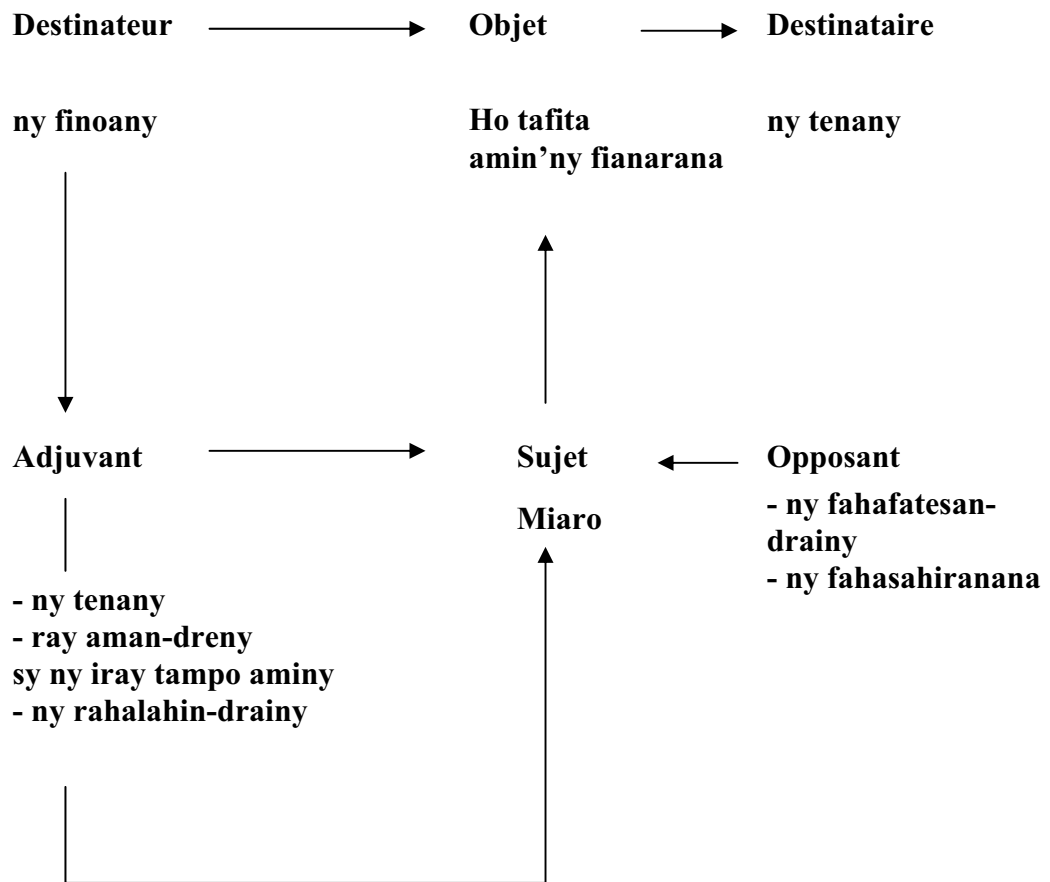 Destinateur
Objet
Destinataire
ny finoany
Ho tafita
amin’ny fianarana
ny tenany
Adjuvant
Sujet
Opposant
Miaro
- ny fahafatesan-
drainy
- ny fahasahiranana
- ny tenany
- ray aman-dreny
sy ny iray tampo aminy
- ny rahalahin-drainy